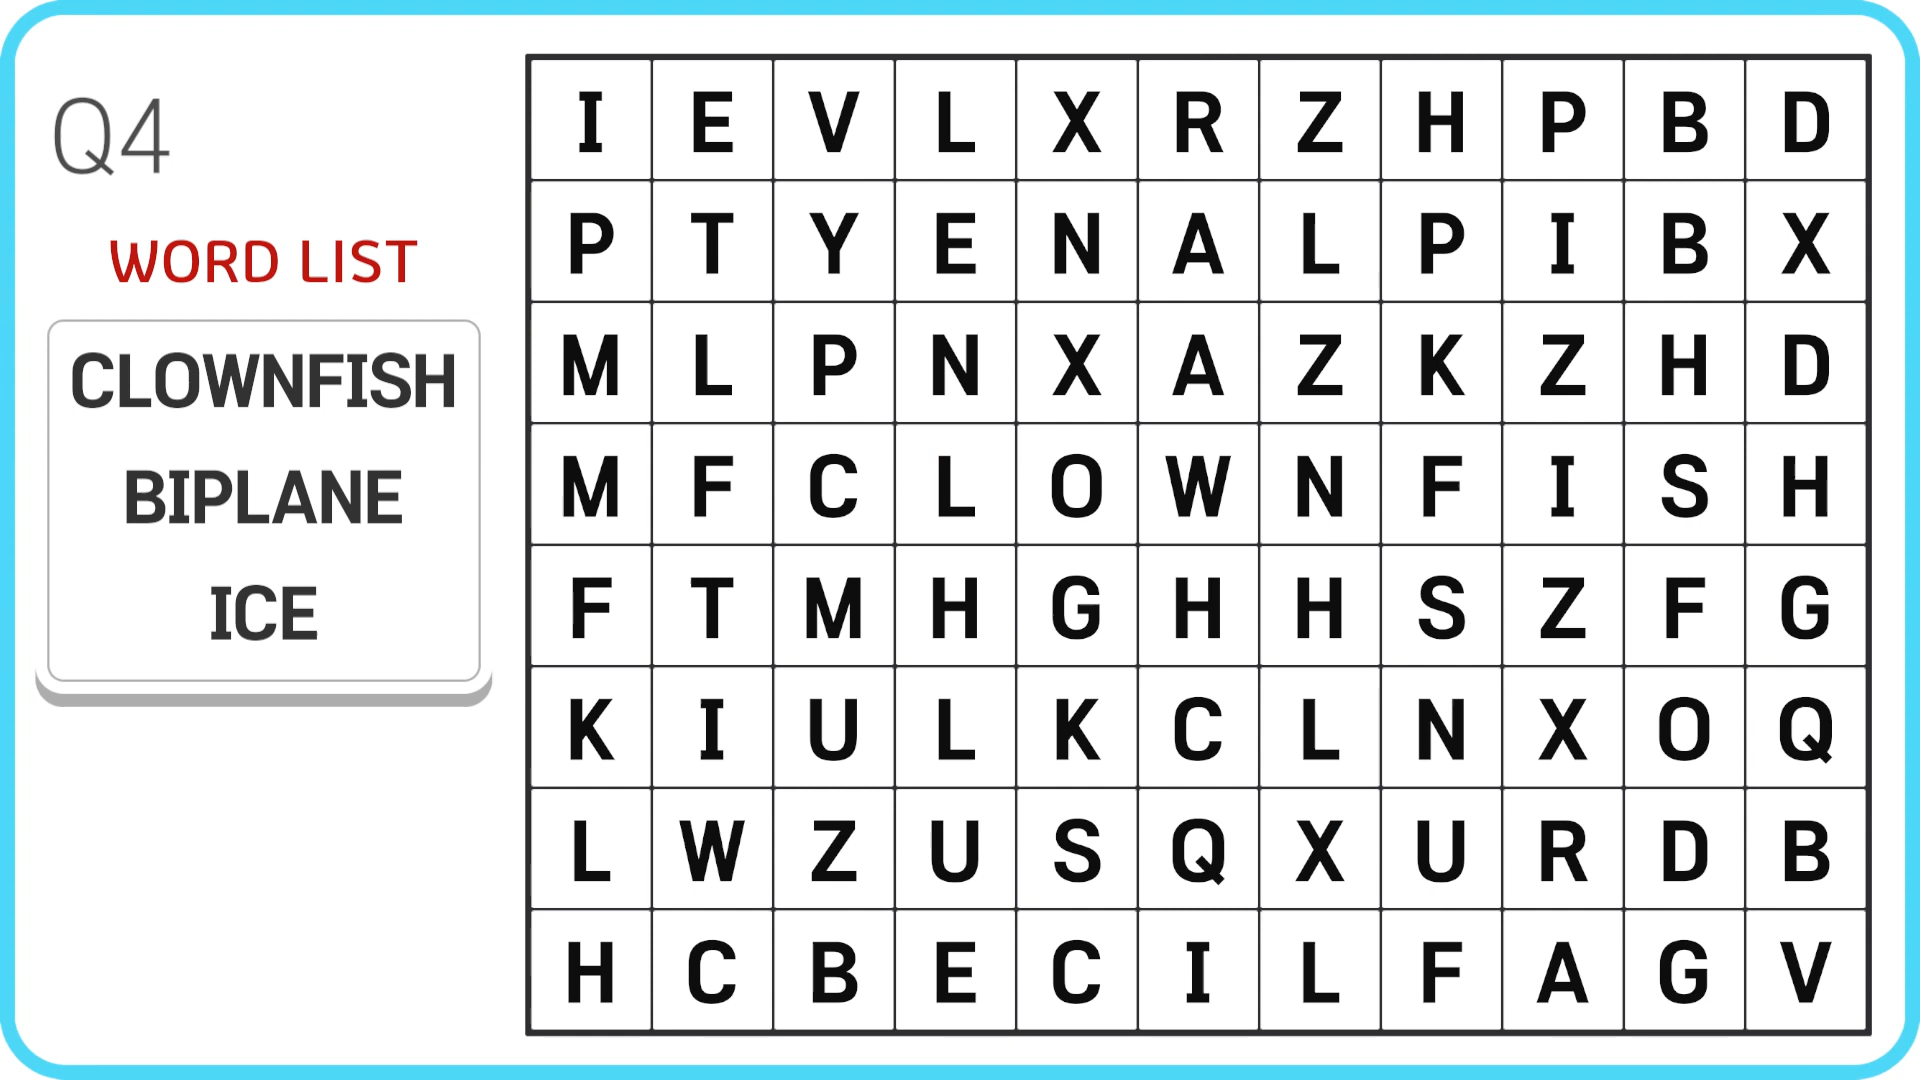 Q4
WORD LIST
CLOWNFISH
BIPLANE
ICE
I E V L X R Z H P B D
P T Y E N A L P I B X
M L P N X A Z K Z H D
M F C L O W N F I S H
F T M H G H H S Z F G
K I U L K C L N X O Q
L W Z U S Q X U R D B
H C B E C I L F A G V